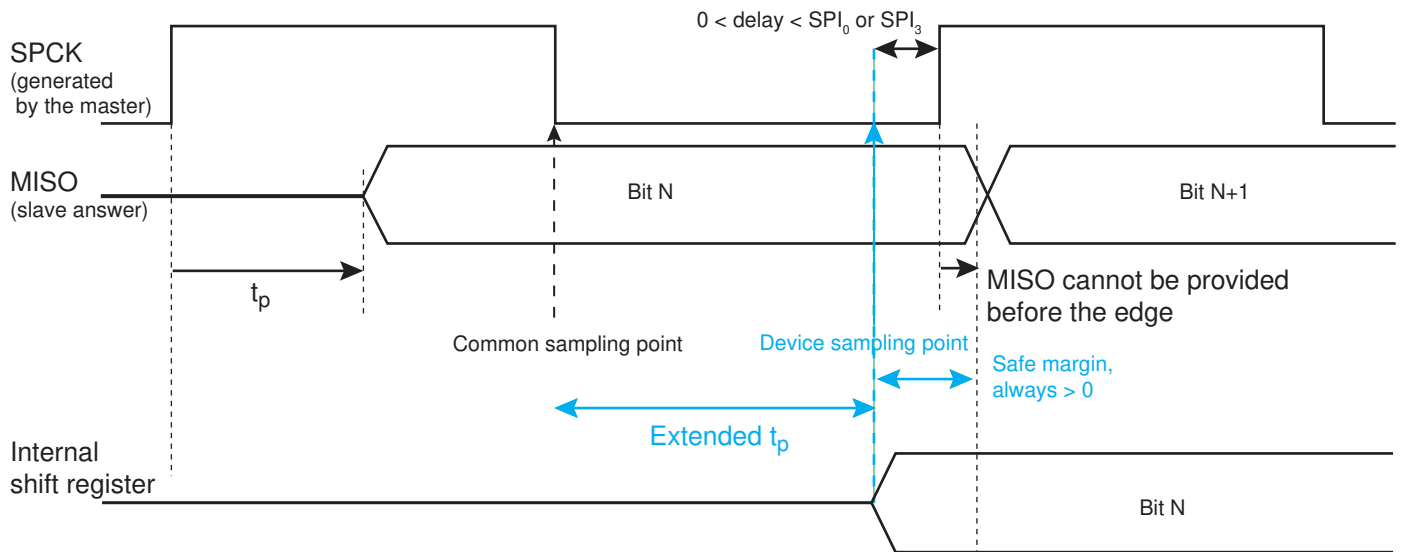 0 < delay < SPI0 or SPI3
SPCK
(generated
by the master)
MISO
(slave answer)
Bit N
Bit N+1
tp
MISO cannot be provided
before the edge
Common sampling point
Device sampling point
Safe margin,
always > 0
Extended tp
Internal
shift register
Bit N